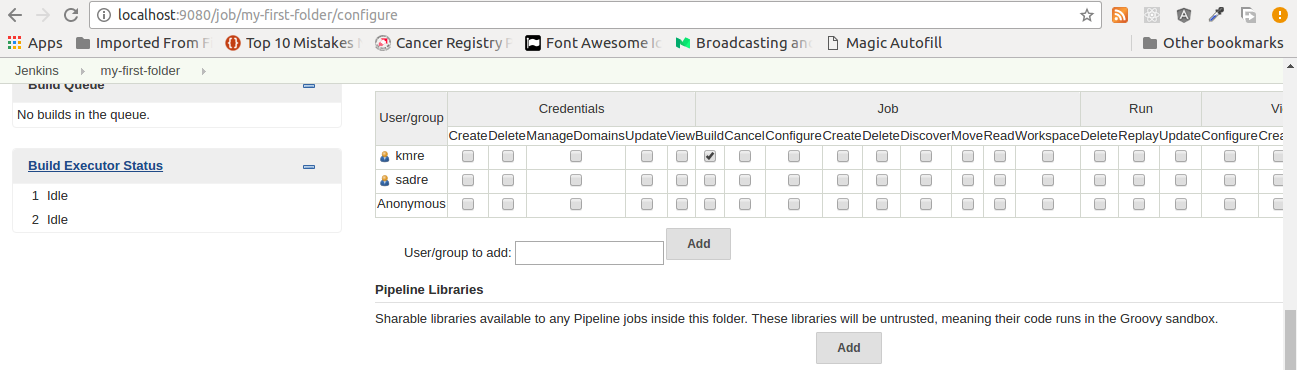 localhost:9080/job/my-first-folder/configure
Apps Imported From F Top 10 Mistakes Cancer Registry P Font Awesome Ic Broadcasting and Magic Autofill Other bookmarks
Jenkins my-first-folder
Build Queue
No builds in the queue.
Build Executor Status
1 Idle
2 Idle
User/group Credentials Job Run Vi
Create Delete ManageDomains Update View Build Cancel Configure Create Delete Discover Move Read Workspace Delete Replay Update Configure Crea
kmre
sadre
Anonymous
User/group to add: Add
Pipeline Libraries
Sharable libraries available to any Pipeline jobs inside this folder. These libraries will be untrusted, meaning their code runs in the Groovy sandbox.
Add